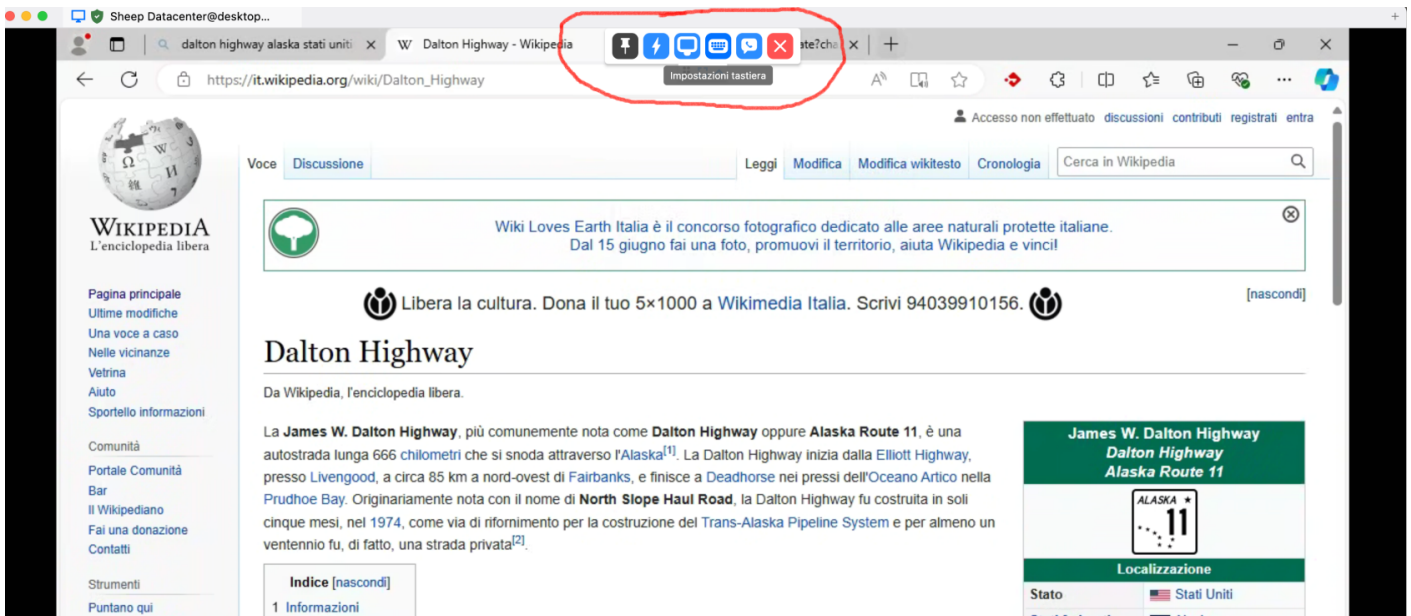 Sheep Datacenter@desktop...
dalton highway alaska stati uniti
Dalton Highway - Wikipedia
Impostazioni tastiera
https://it.wikipedia.org/wiki/Dalton_Highway
Accesso non effettuato discussioni contributi registrati entra
Voce Discussione Leggi Modifica Modifica wikitesto Cronologia Cerca in Wikipedia
WIKIPEDIA
L'enciclopedia libera
Wiki Loves Earth Italia è il concorso fotografico dedicato alle aree naturali protette italiane.
Dal 15 giugno fai una foto, promuovi il territorio, aiuta Wikipedia e vinci!
Libera la cultura. Dona il tuo 5×1000 a Wikimedia Italia. Scrivi 94039910156.
[nascondi]
Pagina principale
Ultime modifiche
Una voce a caso
Nelle vicinanze
Vetrina
Aiuto
Sportello informazioni
Comunità
Portale Comunità
Bar
Il Wikipediano
Fai una donazione
Contatti
Strumenti
Puntano qui
Dalton Highway
Da Wikipedia, l'enciclopedia libera.
La James W. Dalton Highway, più comunemente nota come Dalton Highway oppure Alaska Route 11, è una
autostrada lunga 666 chilometri che si snoda attraverso l'Alaska[1]. La Dalton Highway inizia dalla Elliott Highway,
presso Livengood, a circa 85 km a nord-ovest di Fairbanks, e finisce a Deadhorse nei pressi dell'Oceano Artico nella
Prudhoe Bay. Originariamente nota con il nome di North Slope Haul Road, la Dalton Highway fu costruita in soli
cinque mesi, nel 1974, come via di rifornimento per la costruzione del Trans-Alaska Pipeline System e per almeno un
ventennio fu, di fatto, una strada privata[2].
Indice [nascondi]
1 Informazioni
James W. Dalton Highway
Dalton Highway
Alaska Route 11
ALASKA
11
Localizzazione
Stato Stati Uniti